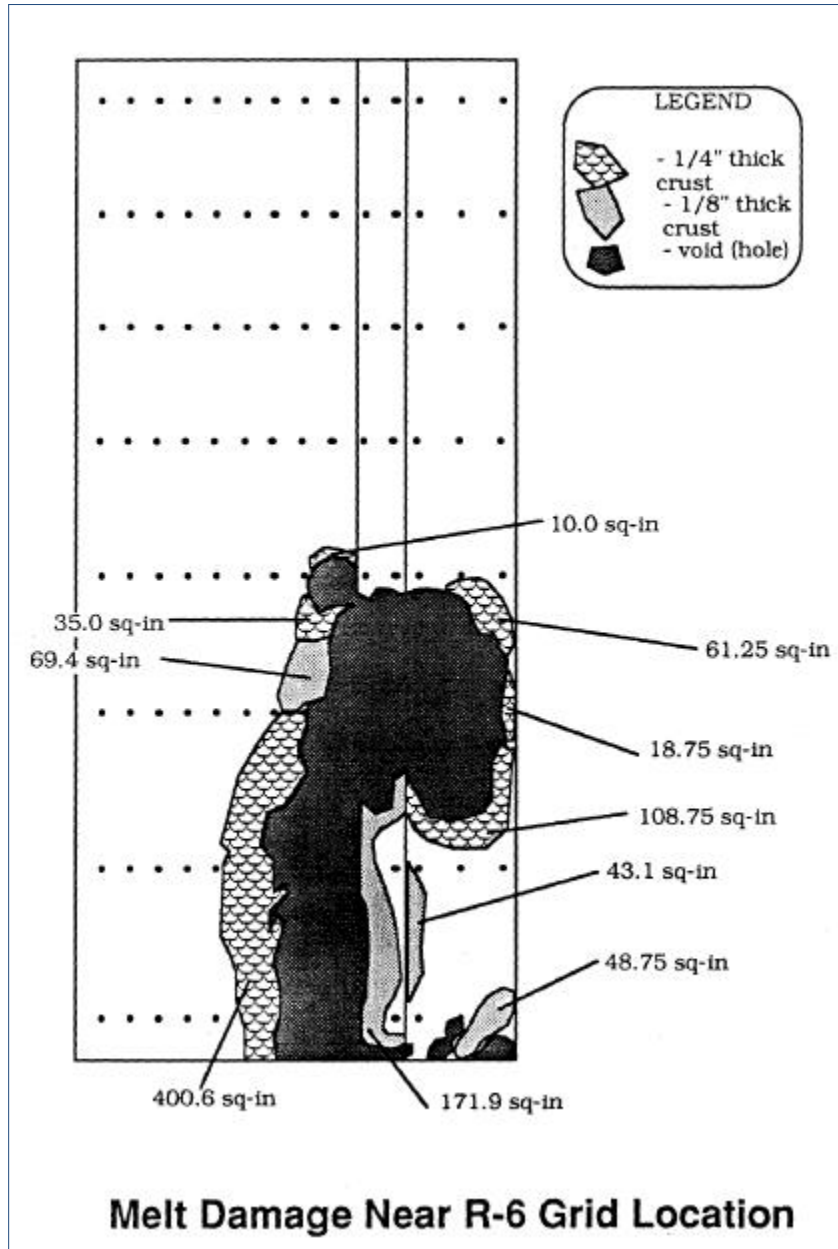 LEGEND
- 1/4" thick
crust
- 1/8" thick
crust
- void (hole)
10.0 sq-in
35.0 sq-in
61.25 sq-in
69.4 sq-in
18.75 sq-in
108.75 sq-in
43.1 sq-in
48.75 sq-in
400.6 sq-in
171.9 sq-in
Melt Damage Near R-6 Grid Location